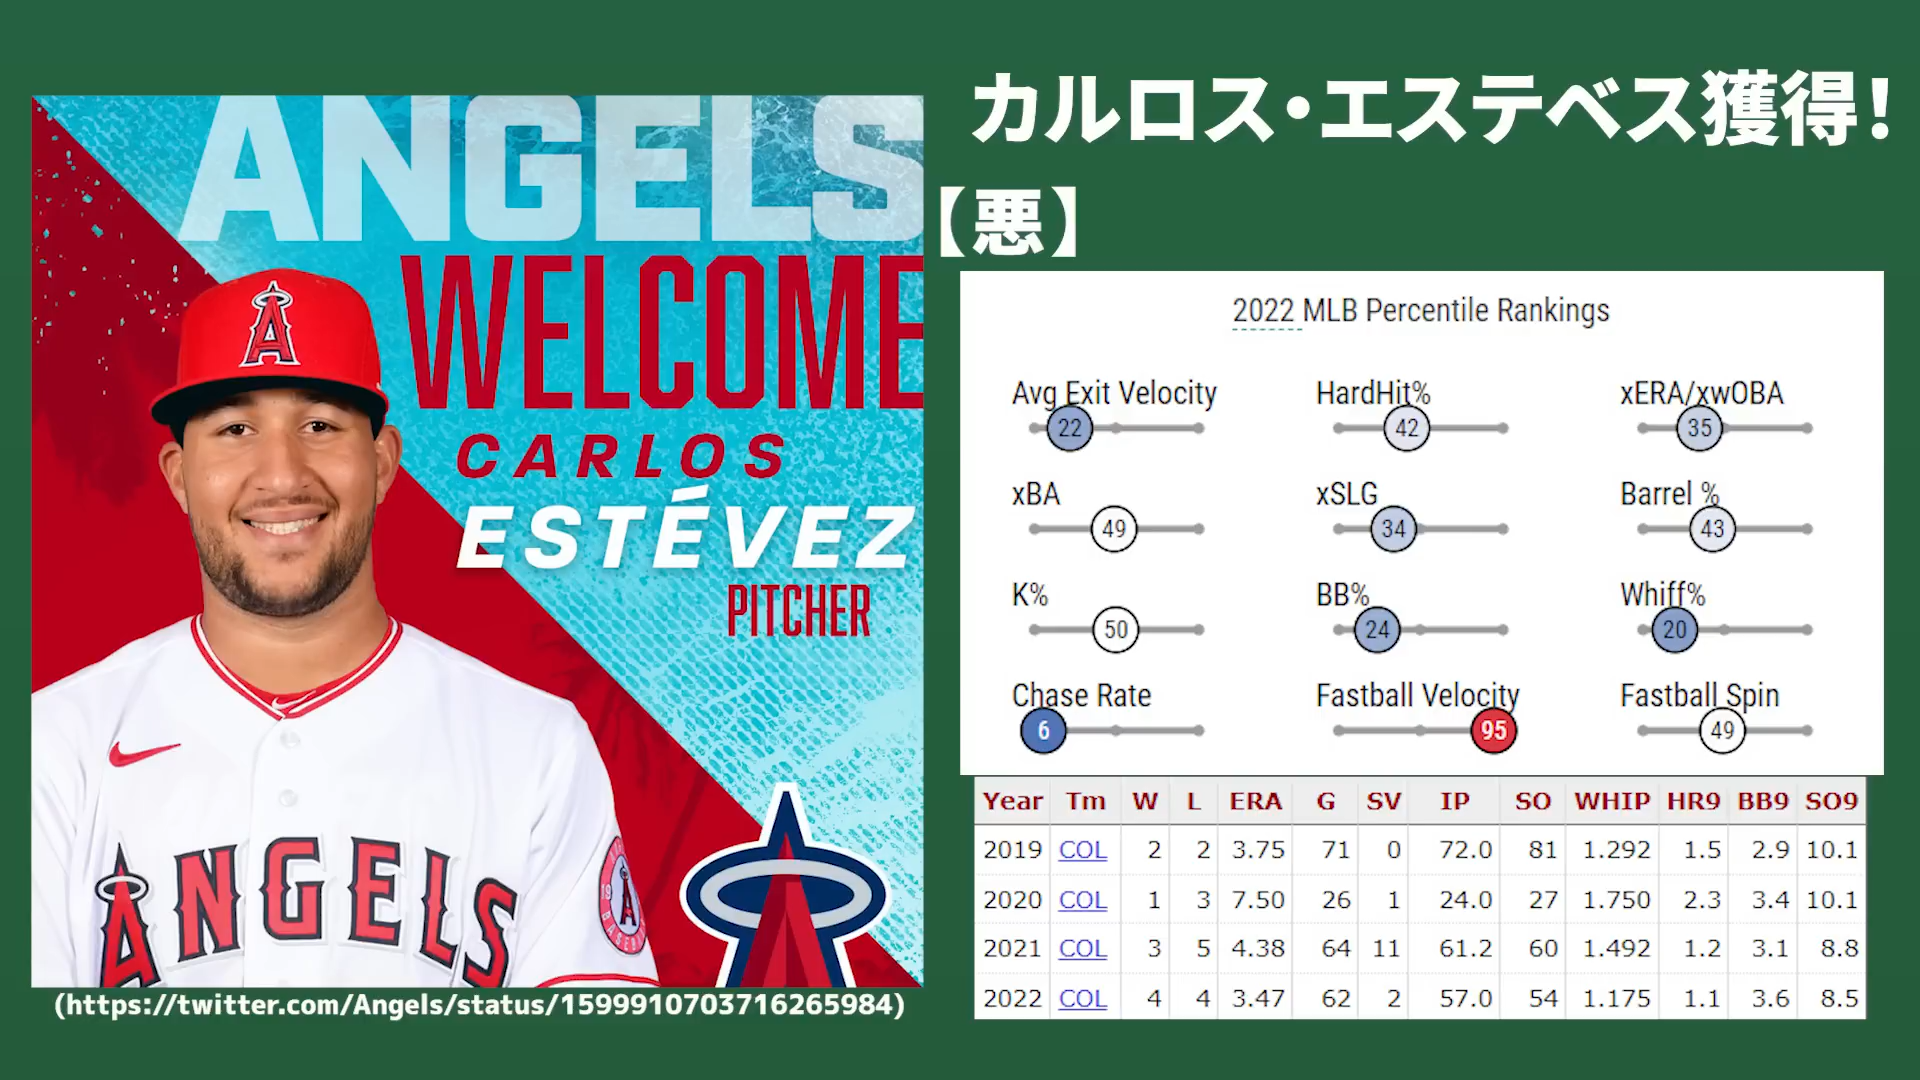 ANGELS
WELCOME
CARLOS
ESTÉVEZ
PITCHER
ANGELS
(https://twitter.com/Angels/status/1599910703716265984)
カルロス・エステベス獲得!
【悪】
2022 MLB Percentile Rankings
Avg Exit Velocity HardHit% xERA/xwOBA
22 42 35
xBA xSLG Barrel %
49 34 43
K% BB% Whiff%
50 24 20
Chase Rate Fastball Velocity Fastball Spin
6 95 49
Year Tm W L ERA G SV IP SO WHIP HR9 BB9 SO9
2019 COL 2 2 3.75 71 0 72.0 81 1.292 1.5 2.9 10.1
2020 COL 1 3 7.50 26 1 24.0 27 1.750 2.3 3.4 10.1
2021 COL 3 5 4.38 64 11 61.2 60 1.492 1.2 3.1 8.8
2022 COL 4 4 3.47 62 2 57.0 54 1.175 1.1 3.6 8.5